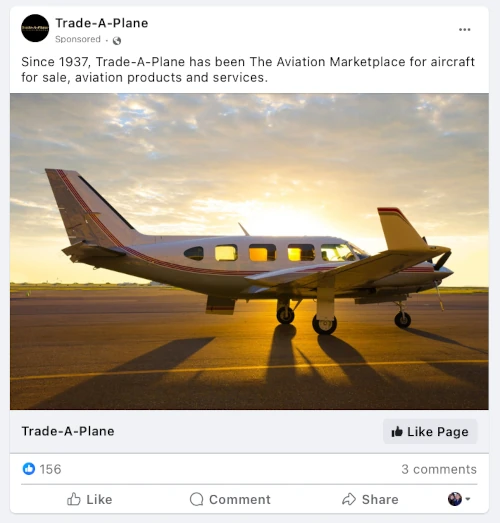 Trade-A-Plane
Sponsored ·
Since 1937, Trade-A-Plane has been The Aviation Marketplace for aircraft
for sale, aviation products and services.
Trade-A-Plane
Like Page
156
3 comments
Like
Comment
Share